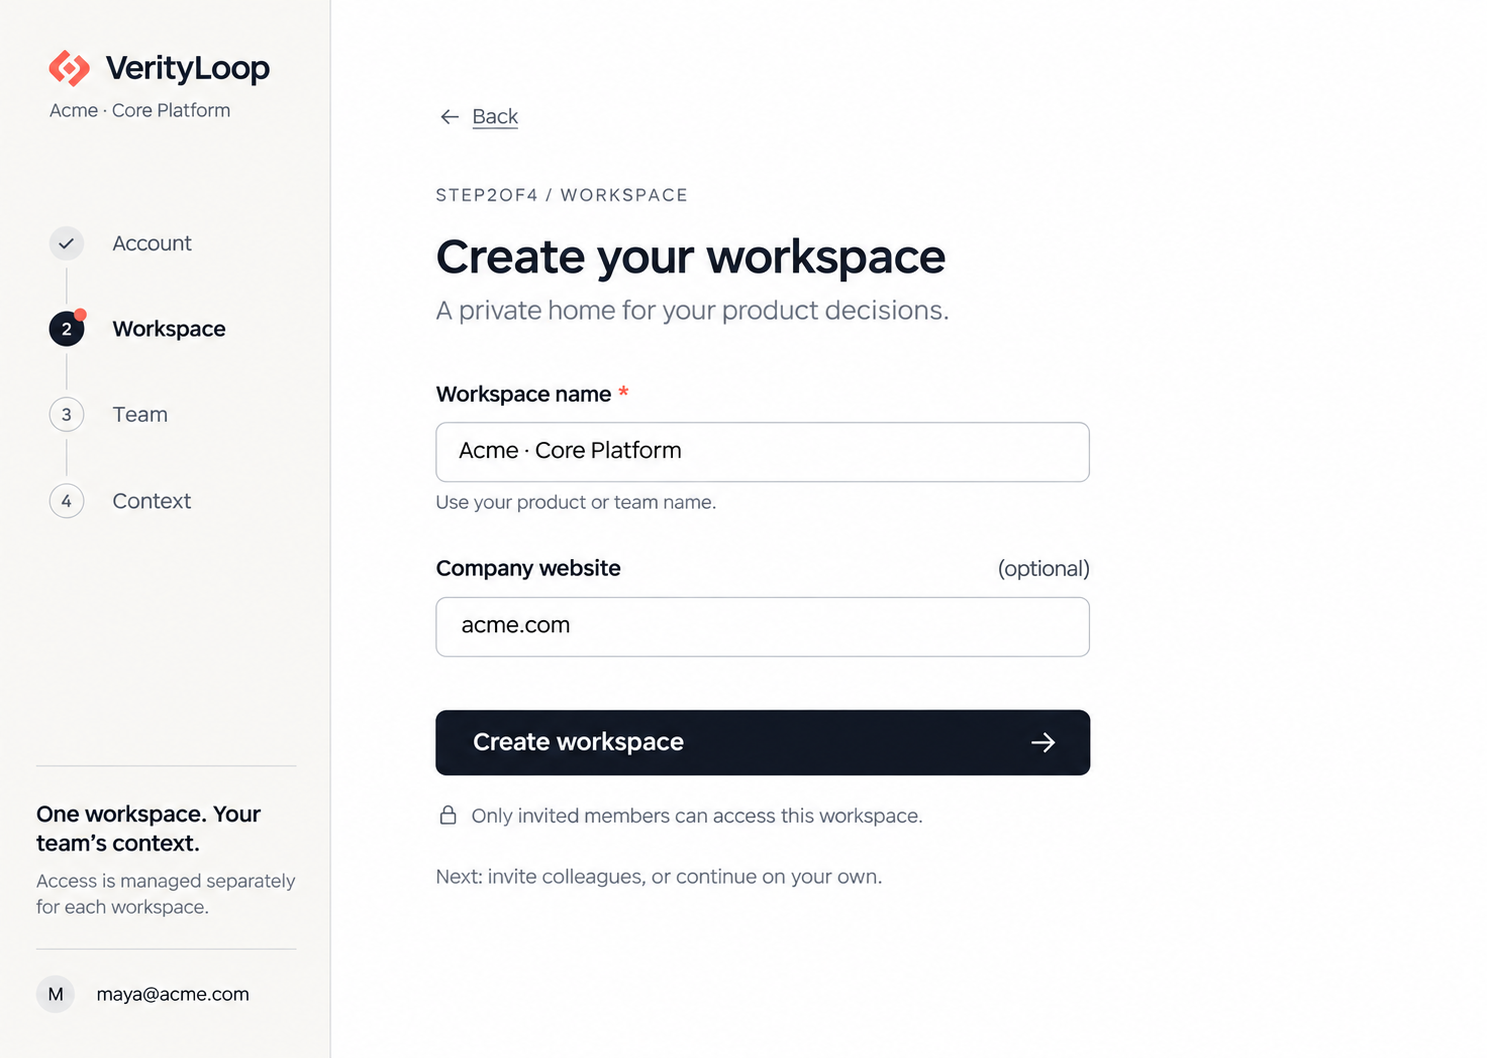 VerityLoop
Acme · Core Platform
Account
2 Workspace
3 Team
4 Context
One workspace. Your
team’s context.
Access is managed separately
for each workspace.
M maya@acme.com
← Back
STEP2OF4 / WORKSPACE
Create your workspace
A private home for your product decisions.
Workspace name *
Acme · Core Platform
Use your product or team name.
Company website (optional)
acme.com
Create workspace →
Only invited members can access this workspace.
Next: invite colleagues, or continue on your own.